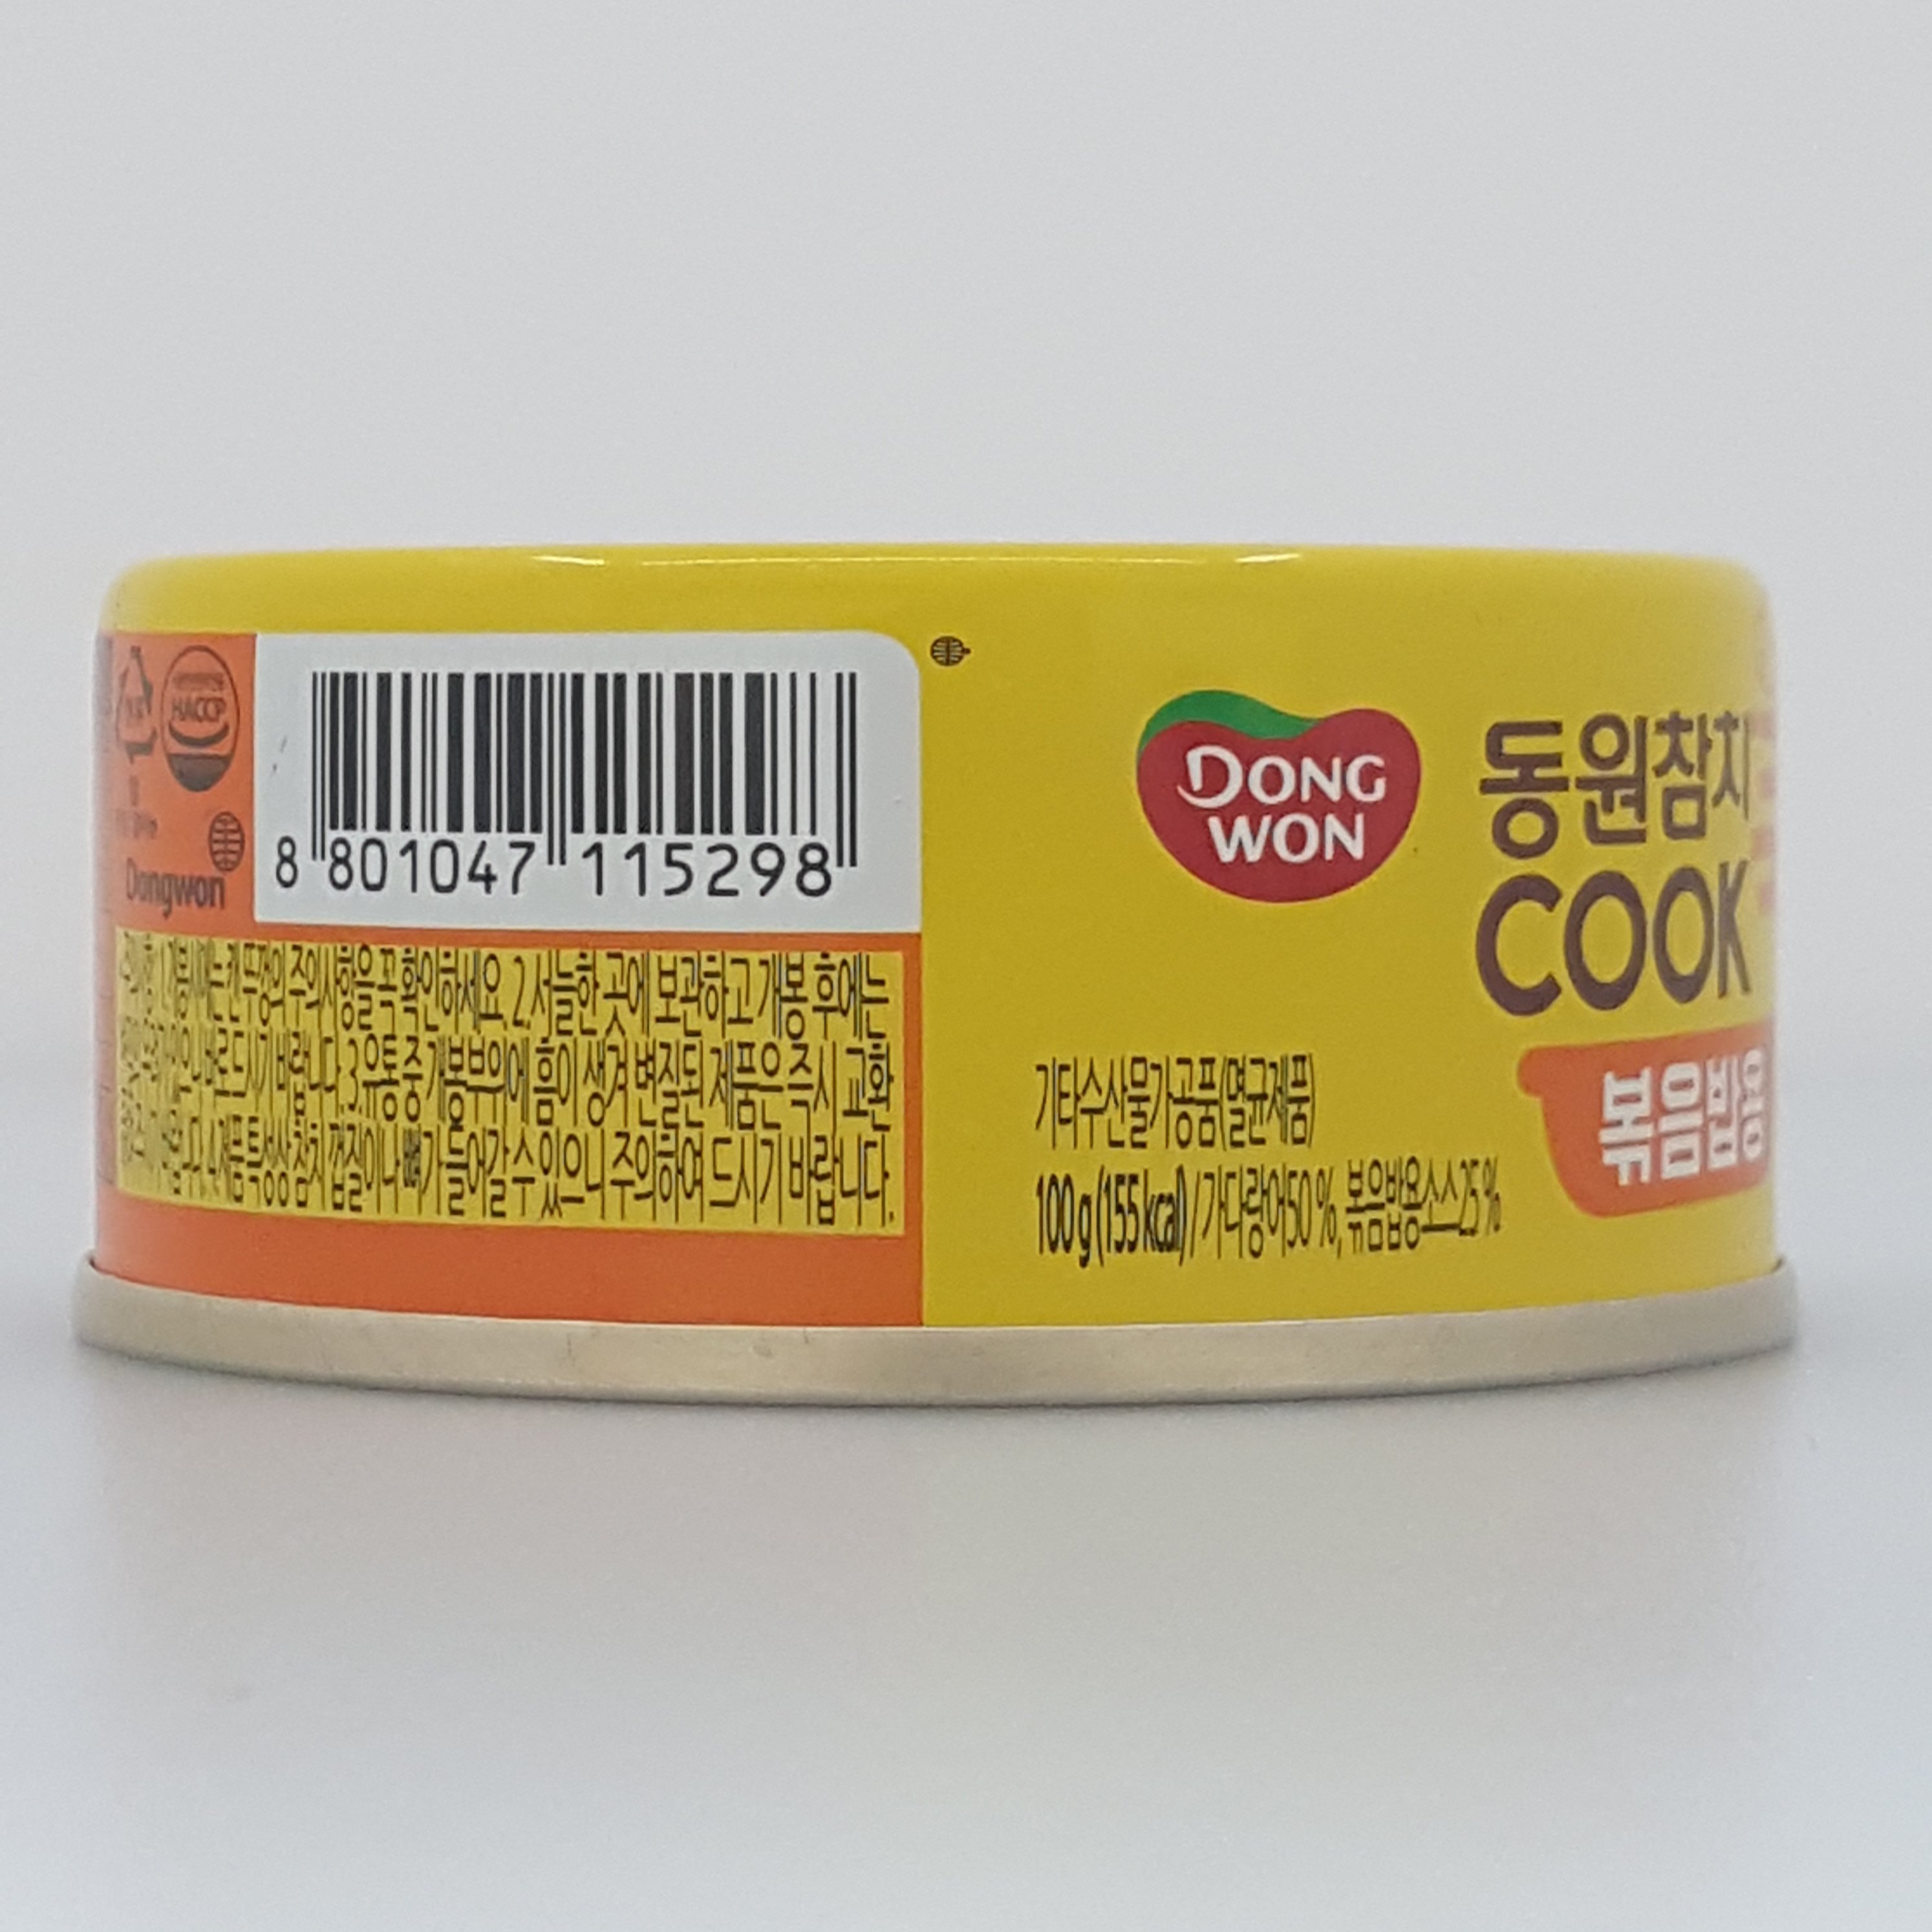 HACCP
Dongwon
8 801047 115298
주의사항을 꼭 확인하세요. 2.서늘한 곳에 보관하고 개봉 후에는
드시기 바랍니다. 3.유통 중 개봉부위에 흠이 생겨 변질된 제품은 즉시 교환
4.제품 특성상 참치 껍질이나 가 들어갈 수 있으니 주의하여 드시기 바랍니다.
DONG
WON
동원참치
COOK
볶음밥용
기타수산물가공품(멸균제품)
100 g (155 kcal) / 가다랑어50 %, 볶음밥용소스25 %